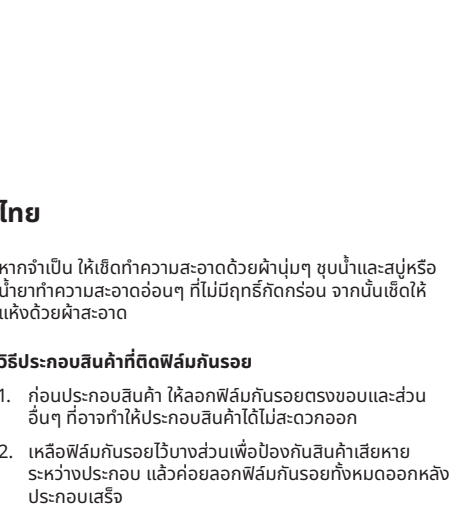 ไทย
หากจำเป็น ให้เช็ดทำความสะอาดด้วยผ้านุ่มๆ ชุบน้ำและสบู่หรือ
น้ำยาทำความสะอาดอ่อนๆ ที่ไม่มีฤทธิ์กัดกร่อน จากนั้นเช็ดให้
แห้งด้วยผ้าสะอาด
วิธีประกอบสินค้าที่ติดฟิล์มกันรอย
1. ก่อนประกอบสินค้า ให้ลอกฟิล์มกันรอยตรงขอบและส่วน
อื่นๆ ที่อาจทำให้ประกอบสินค้าได้ไม่สะดวกออก
2. เหลือฟิล์มกันรอยไว้บางส่วนเพื่อป้องกันสินค้าเสียหาย
ระหว่างประกอบ แล้วค่อยลอกฟิล์มกันรอยทั้งหมดออกหลัง
ประกอบเสร็จ